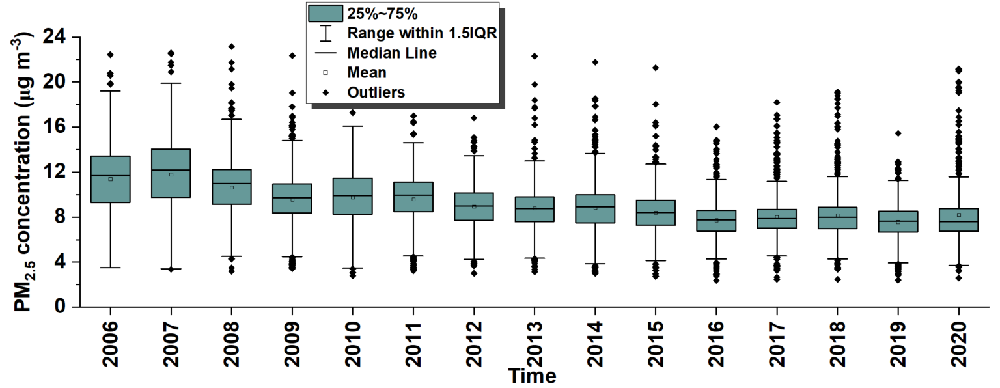 25%~75%
Range within 1.5IQR
Median Line
Mean
Outliers
PM2.5 concentration (μg m-3)
24
20
16
12
8
4
0
2006 2007 2008 2009 2010 2011 2012 2013 2014 2015 2016 2017 2018 2019 2020
Time